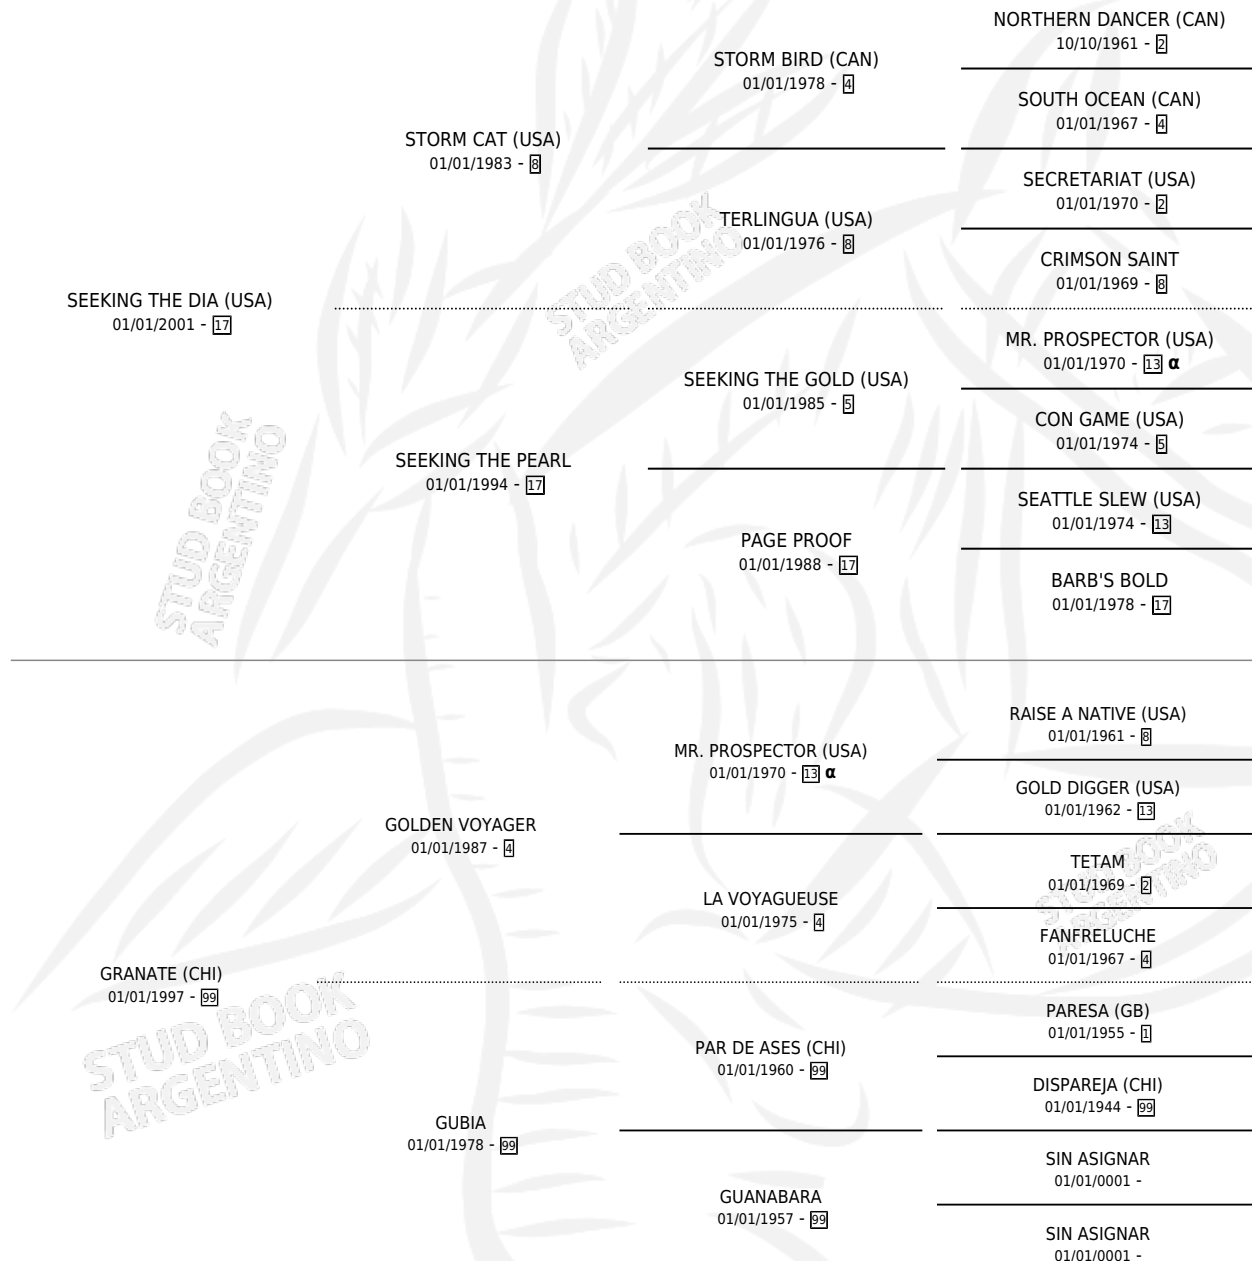 NORTHERN DANCER (CAN)
10/10/1961 - 2
STORM BIRD (CAN)
01/01/1978 - 4
SOUTH OCEAN (CAN)
01/01/1967 - 4
STORM CAT (USA)
01/01/1983 - 8
SECRETARIAT (USA)
01/01/1970 - 2
TERLINGUA (USA)
01/01/1976 - 8
CRIMSON SAINT
01/01/1969 - 8
SEEKING THE DIA (USA)
01/01/2001 - 17
MR. PROSPECTOR (USA)
01/01/1970 - 13 α
SEEKING THE GOLD (USA)
01/01/1985 - 5
CON GAME (USA)
01/01/1974 - 5
SEEKING THE PEARL
01/01/1994 - 17
SEATTLE SLEW (USA)
01/01/1974 - 13
PAGE PROOF
01/01/1988 - 17
BARB'S BOLD
01/01/1978 - 17
RAISE A NATIVE (USA)
01/01/1961 - 8
MR. PROSPECTOR (USA)
01/01/1970 - 13 α
GOLD DIGGER (USA)
01/01/1962 - 13
GOLDEN VOYAGER
01/01/1987 - 4
TETAM
01/01/1969 - 2
LA VOYAGUEUSE
01/01/1975 - 4
FANFRELUCHE
01/01/1967 - 4
GRANATE (CHI)
01/01/1997 - 99
PARESA (GB)
01/01/1955 - 1
PAR DE ASES (CHI)
01/01/1960 - 99
DISPAREJA (CHI)
01/01/1944 - 99
GUBIA
01/01/1978 - 99
SIN ASIGNAR
01/01/0001 -
GUANABARA
01/01/1957 - 99
SIN ASIGNAR
01/01/0001 -
STUD BOOK
ARGENTINO
STUD BOOK
ARGENTINO
STUD BOOK
ARGENTINO
STUD BOOK
ARGENTINO